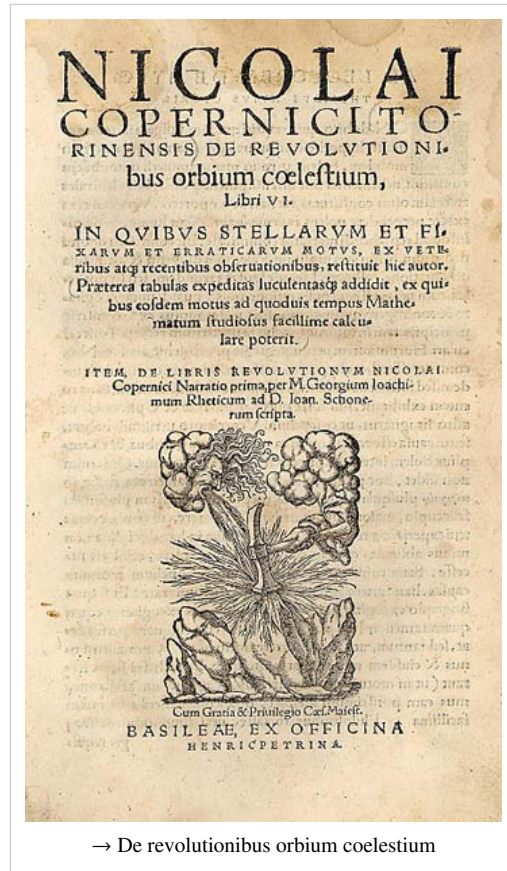 NICOLAI
COPERNICI TO-
RINENSIS DE REVOLVTIONI-
bus orbium cœleſtium,
Libri VI.
IN QVIBVS STELLARVM ET FI-
XARVM ET ERRATICARVM MOTVS, EX VETE-
ribus atq; recentibus obſeruationibus, reſtituit hic autor.
Præterea tabulas expeditas luculentasq; addidit, ex qui-
bus eoſdem motus ad quoduis tempus Mathe-
matum ſtudioſus facillime calcu-
lare poterit.
ITEM, DE LIBRIS REVOLVTIONVM NICOLAI
Copernici Narratio prima, per M. Georgium Ioachi-
mum Rheticum ad D. Ioan. Schone-
rum ſcripta.
Cum Gratia & Priuilegio Cæſ. Maieſt.
BASILEAE, EX OFFICINA
HENRICPETRINA.
→ De revolutionibus orbium coelestium